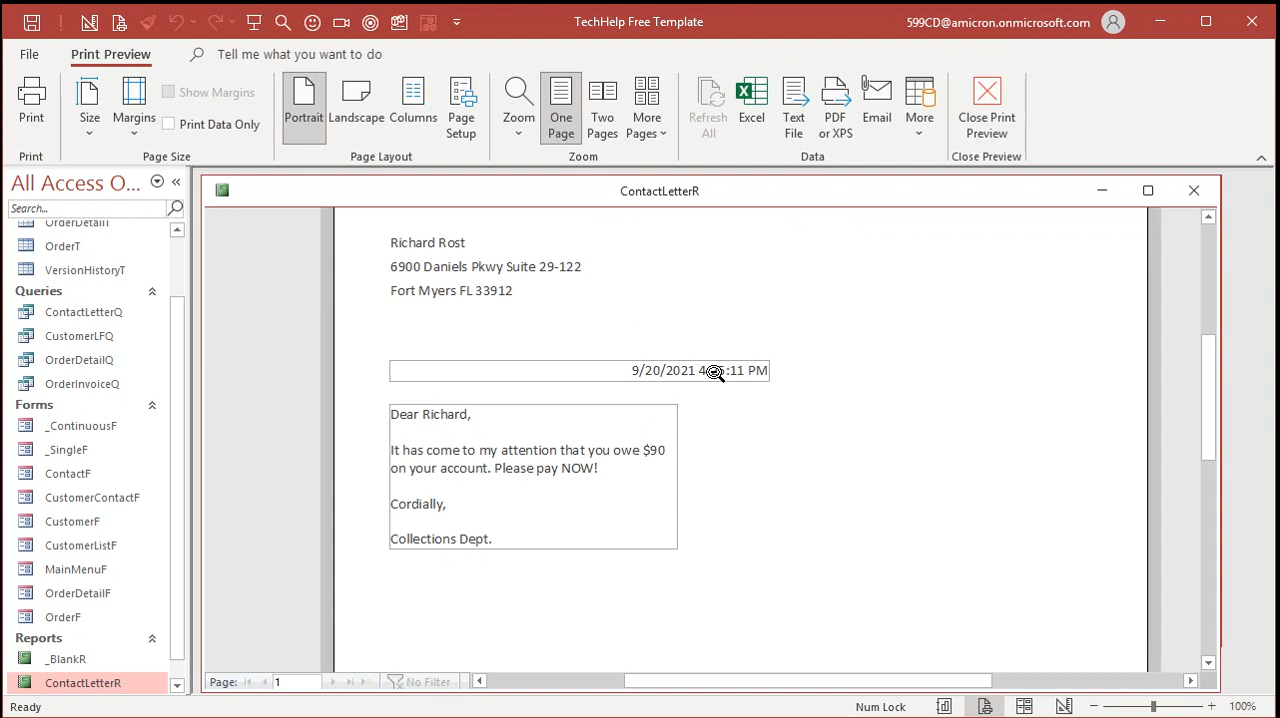 TechHelp Free Template
599CD@amicron.onmicrosoft.com
File
Print Preview
Tell me what you want to do
Print
Size
Margins
Show Margins
Print Data Only
Portrait
Landscape
Columns
Page Setup
Zoom
One Page
Two Pages
More Pages
Refresh All
Excel
Text File
PDF or XPS
Email
More
Close Print Preview
Print
Page Size
Page Layout
Zoom
Data
Close Preview
All Access O...
Search...
OrderDetailT
OrderT
VersionHistoryT
Queries
ContactLetterQ
CustomerLFQ
OrderDetailQ
OrderInvoiceQ
Forms
_ContinuousF
_SingleF
ContactF
CustomerContactF
CustomerF
CustomerListF
MainMenuF
OrderDetailF
OrderF
Reports
_BlankR
ContactLetterR
ContactLetterR
Richard Rost
6900 Daniels Pkwy Suite 29-122
Fort Myers FL 33912
9/20/2021 PM
Dear Richard,
It has come to my attention that you owe $90
on your account. Please pay NOW!
Cordially,
Collections Dept.
Page: 1
No Filter
Ready
Num Lock
100%